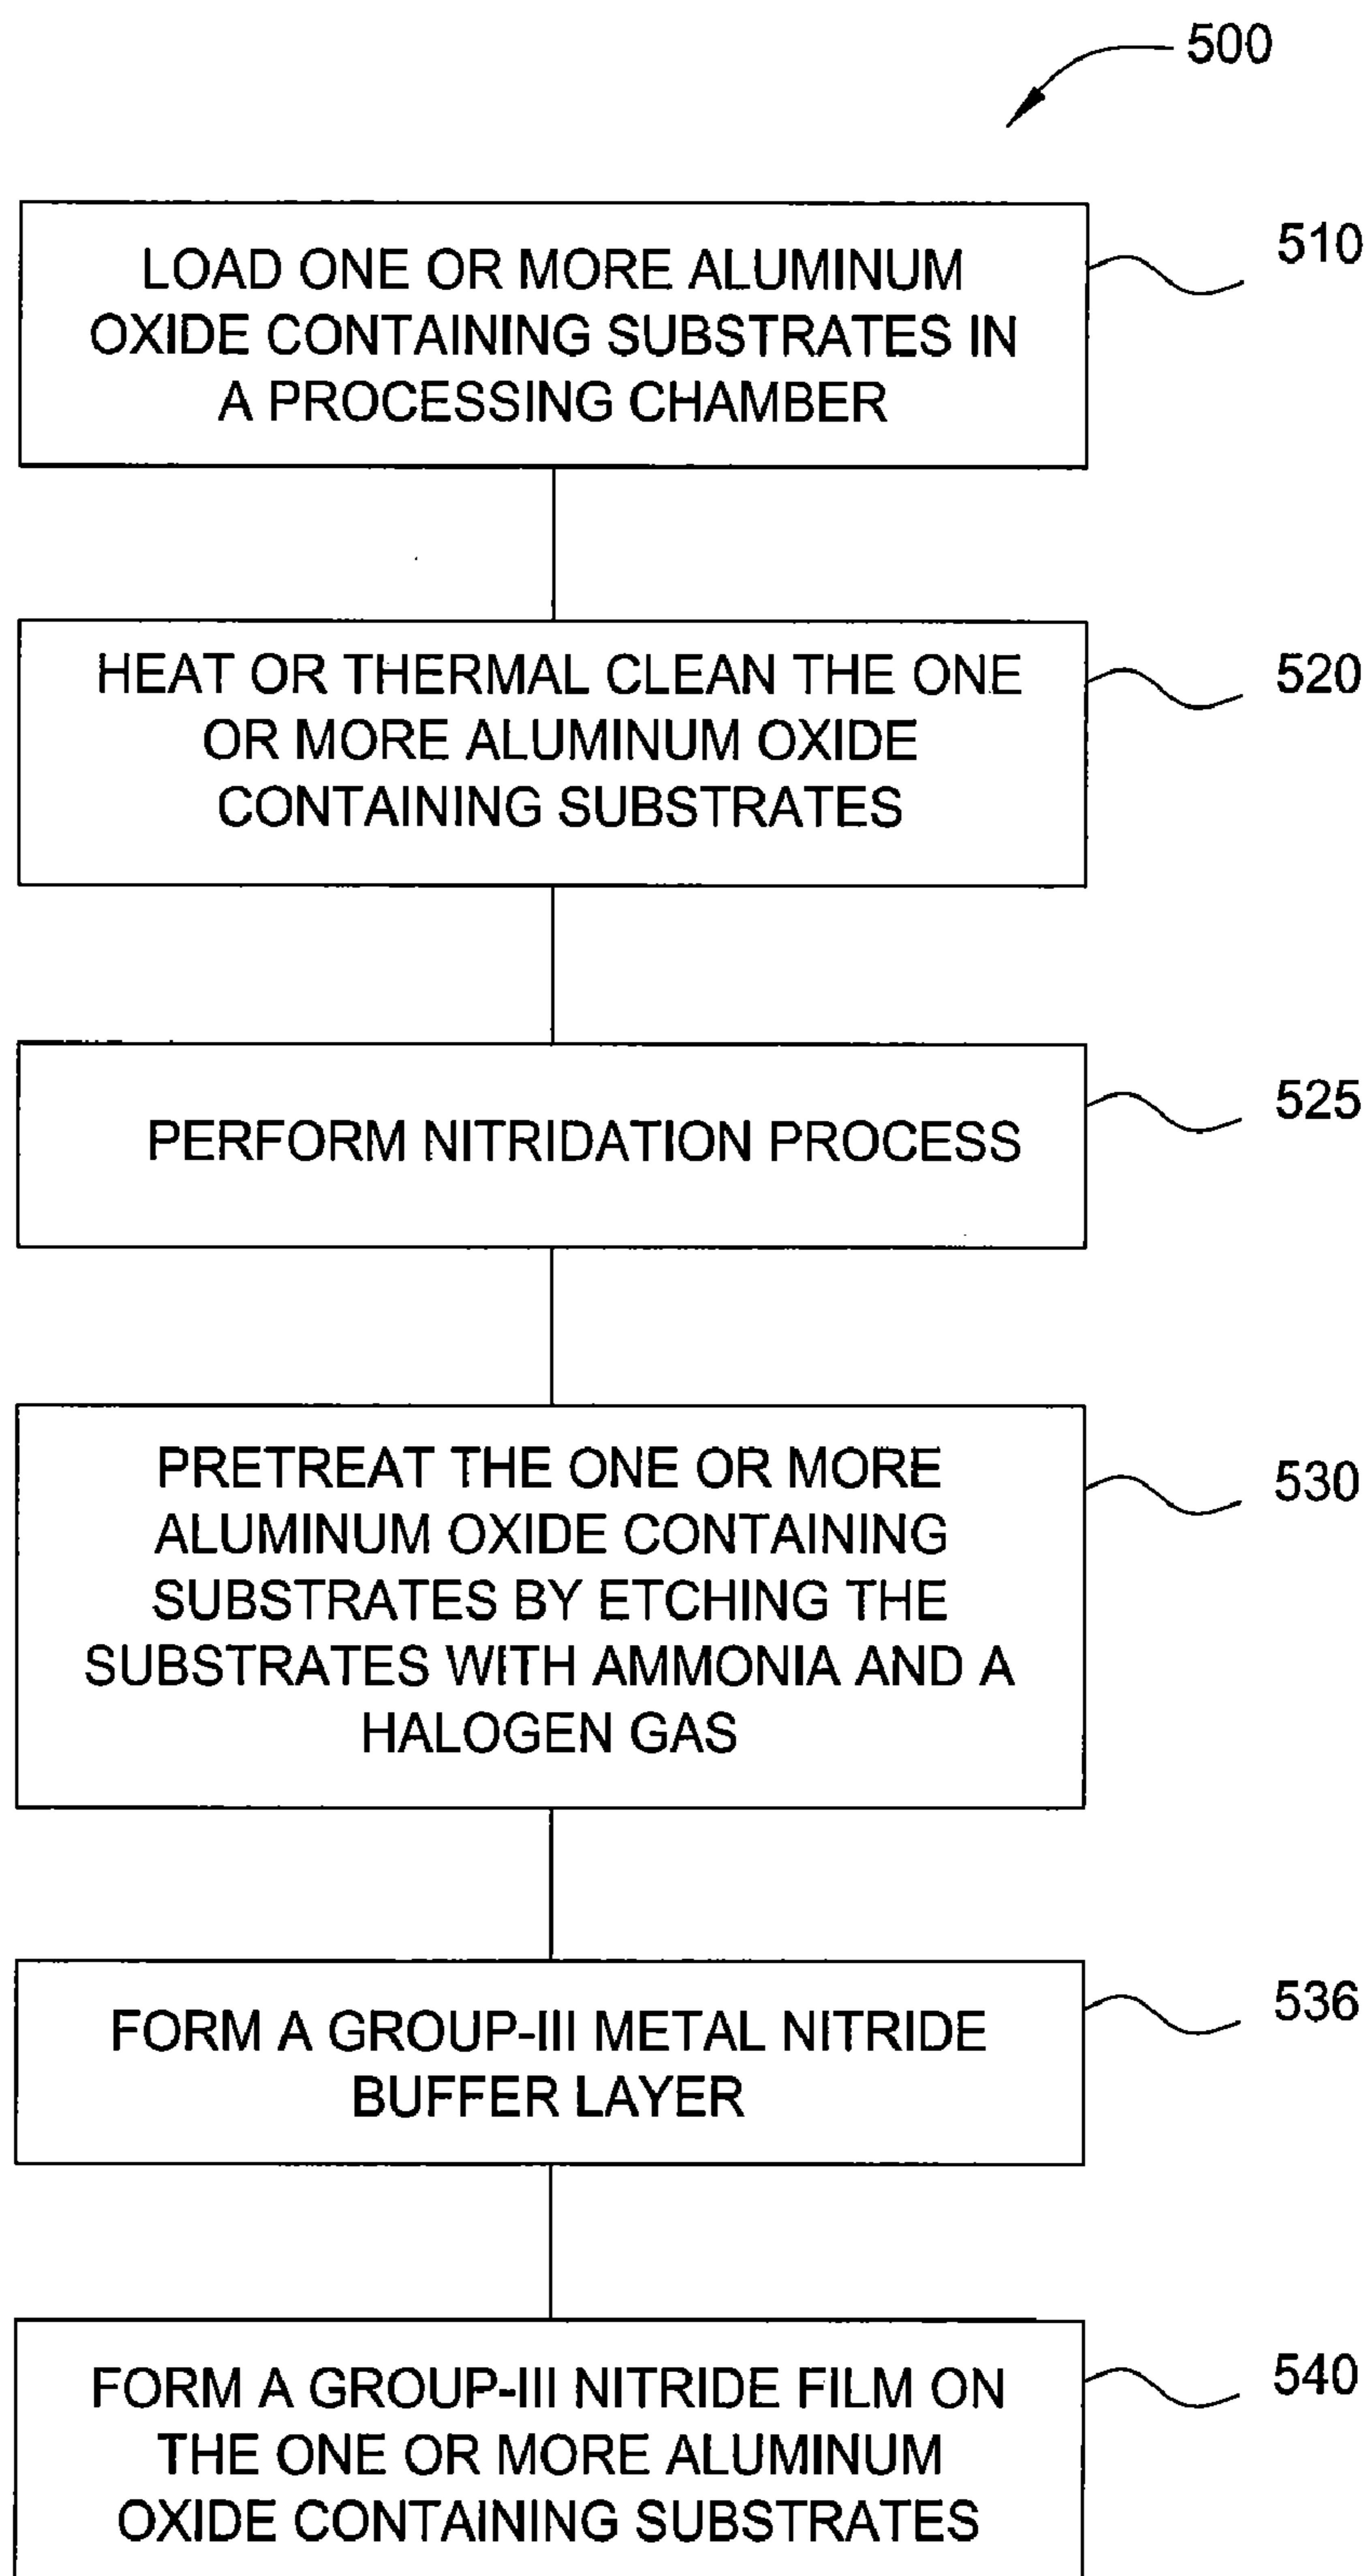 500
LOAD ONE OR MORE ALUMINUM
OXIDE CONTAINING SUBSTRATES IN
A PROCESSING CHAMBER
510
HEAT OR THERMAL CLEAN THE ONE
OR MORE ALUMINUM OXIDE
CONTAINING SUBSTRATES
520
PERFORM NITRIDATION PROCESS
525
PRETREAT THE ONE OR MORE
ALUMINUM OXIDE CONTAINING
SUBSTRATES BY ETCHING THE
SUBSTRATES WITH AMMONIA AND A
HALOGEN GAS
530
FORM A GROUP-III METAL NITRIDE
BUFFER LAYER
536
FORM A GROUP-III NITRIDE FILM ON
THE ONE OR MORE ALUMINUM
OXIDE CONTAINING SUBSTRATES
540